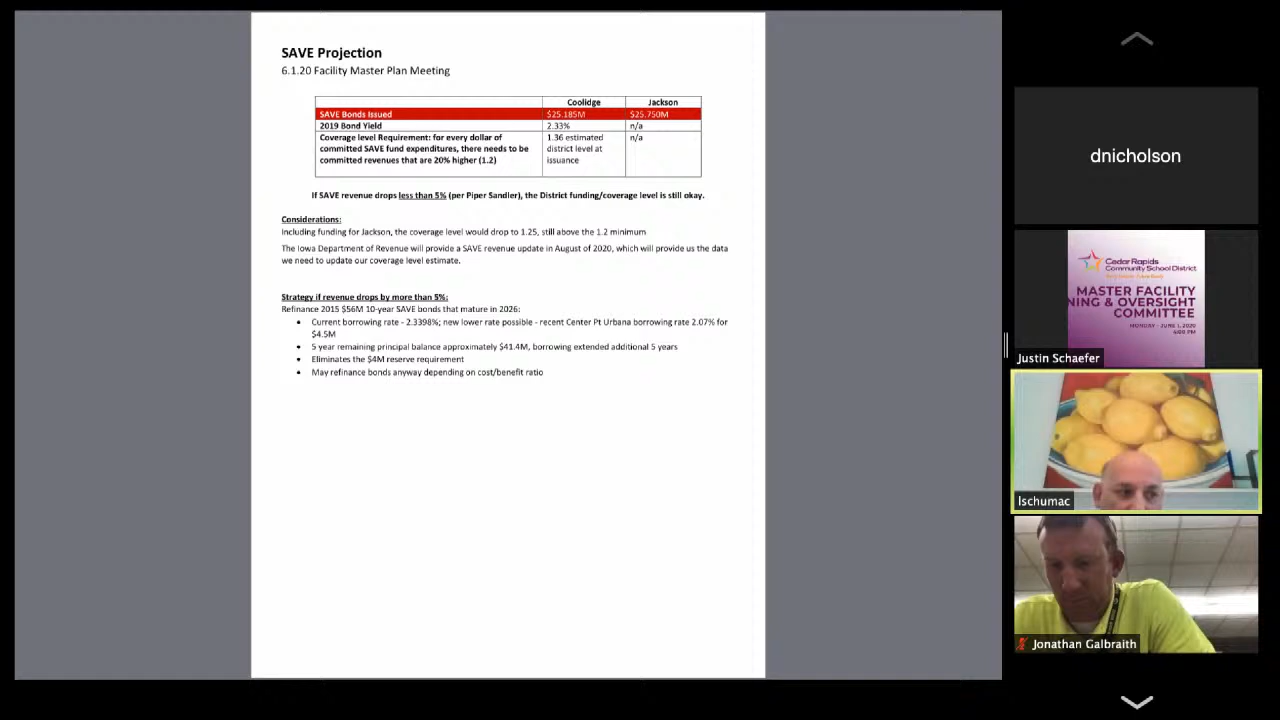 SAVE Projection
6.1.20 Facility Master Plan Meeting
Coolidge Jackson
SAVE Bonds Issued $25.185M $25.750M
2019 Bond Yield 2.33% n/a
Coverage level Requirement: for every dollar of 1.36 estimated n/a
committed SAVE fund expenditures, there needs to be district level at
committed revenues that are 20% higher (1.2) issuance
If SAVE revenue drops less than 5% (per Piper Sandler), the District funding/coverage level is still okay.
Considerations:
Including funding for Jackson, the coverage level would drop to 1.25, still above the 1.2 minimum
The Iowa Department of Revenue will provide a SAVE revenue update in August of 2020, which will provide us the data
we need to update our coverage level estimate.
Strategy if revenue drops by more than 5%:
Refinance 2015 $56M 10-year SAVE bonds that mature in 2026:
• Current borrowing rate - 2.3398%; new lower rate possible - recent Center Pt Urbana borrowing rate 2.07% for
$4.5M
• 5 year remaining principal balance approximately $41.4M, borrowing extended additional 5 years
• Eliminates the $4M reserve requirement
• May refinance bonds anyway depending on cost/benefit ratio
dnicholson
Cedar Rapids
Community School District
MASTER FACILITY
NING & OVERSIGHT
COMMITTEE
MONDAY - JUNE 1, 2020
Justin Schaefer
lschumac
Jonathan Galbraith